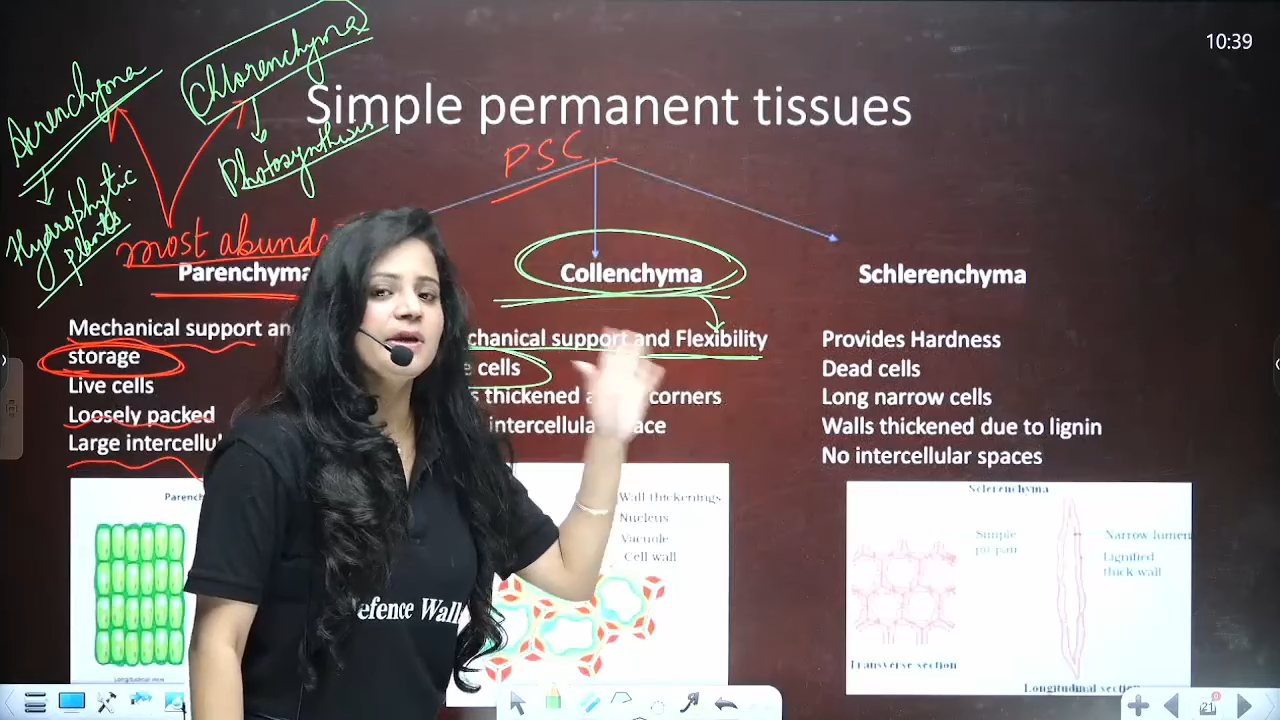 10:39
Chlorenchyma
Aerenchyma
Simple permanent tissues
Photosynthesis
PSC
Hydrophytic
plants
most abund
Parenchyma
Collenchyma
Schlerenchyma
Mechanical support an
storage
Live cells
Loosely packed
Large intercellul
chanical support and Flexibility
e cells
s thickened a corners
intercellula ace
Provides Hardness
Dead cells
Long narrow cells
Walls thickened due to lignin
No intercellular spaces
Parenc
Wall thickenings
Nucleus
Vacuole
Cell wall
Sclerenchyma
Simple
pit pair
Narrow lumen
Lignified
thick wall
Transverse section
Longitudinal section
efence Wall
21